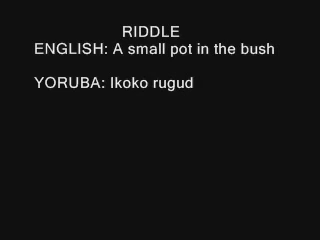 RIDDLE
ENGLISH: A small pot in the bush
YORUBA: Ikoko rugud